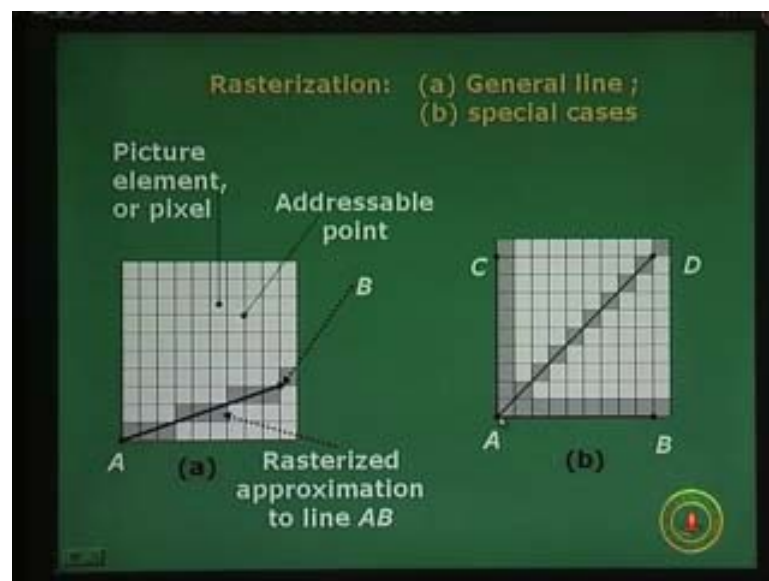 Rasterization: (a) General line ;
(b) special cases
Picture
element,
or pixel
Addressable
point
B
C
D
A
(a)
Rasterized
approximation
to line AB
A
B
(b)